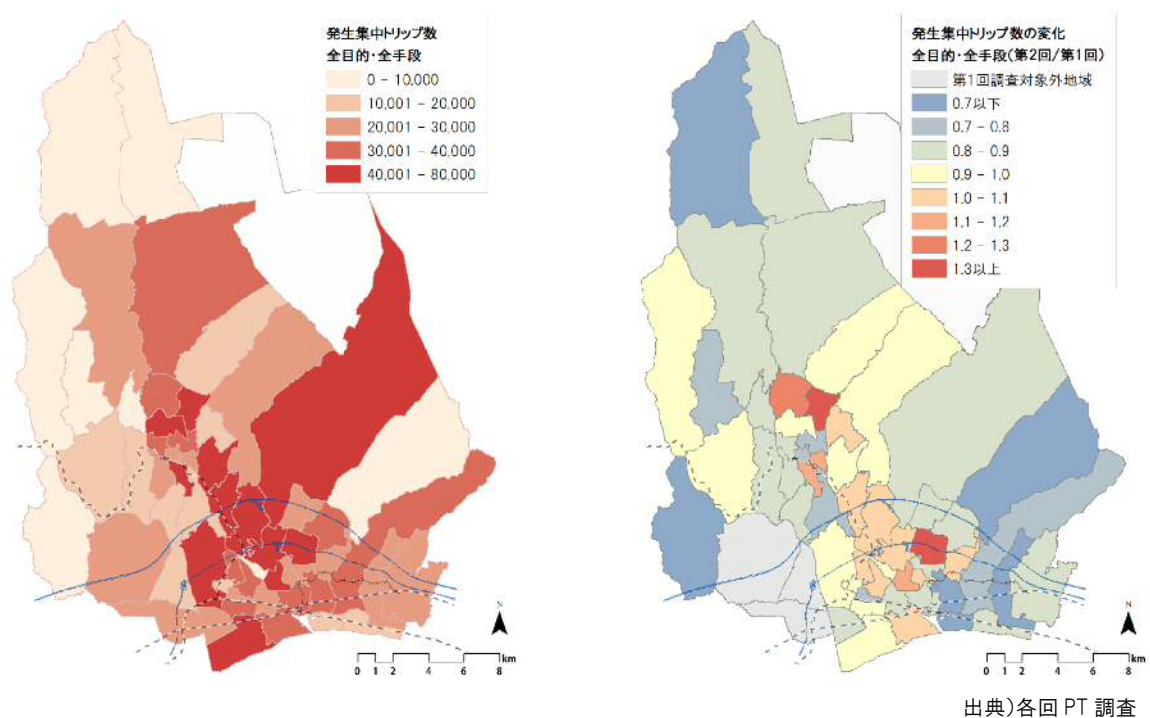 発生集中トリップ数
全目的・全手段
0 - 10,000
10,001 - 20,000
20,001 - 30,000
30,001 - 40,000
40,001 - 80,000
N
km
0 1 2 4 6 8
発生集中トリップ数の変化
全目的・全手段(第2回/第1回)
第1回調査対象外地域
0.7以下
0.7 - 0.8
0.8 - 0.9
0.9 - 1.0
1.0 - 1.1
1.1 - 1.2
1.2 - 1.3
1.3以上
N
km
0 1 2 4 6 8
出典)各回 PT 調査